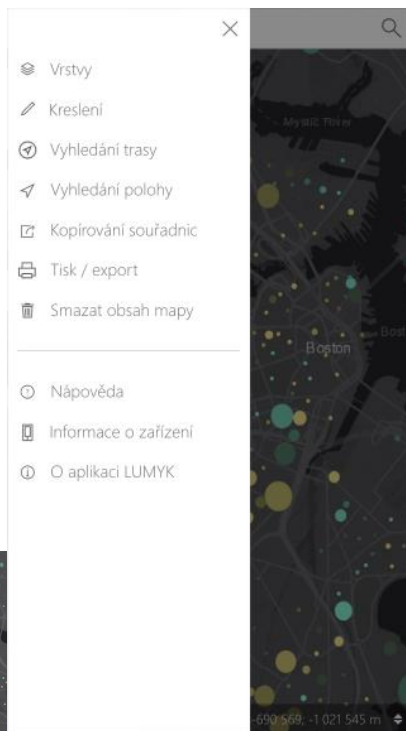 Vrstvy
Kreslení
Vyhledání trasy
Vyhledání polohy
Kopírování souřadnic
Tisk / export
Smazat obsah mapy
Nápověda
Informace o zařízení
O aplikaci LUMYK
Mystic River
Boston
Bost
-690 569; -1 021 545 m